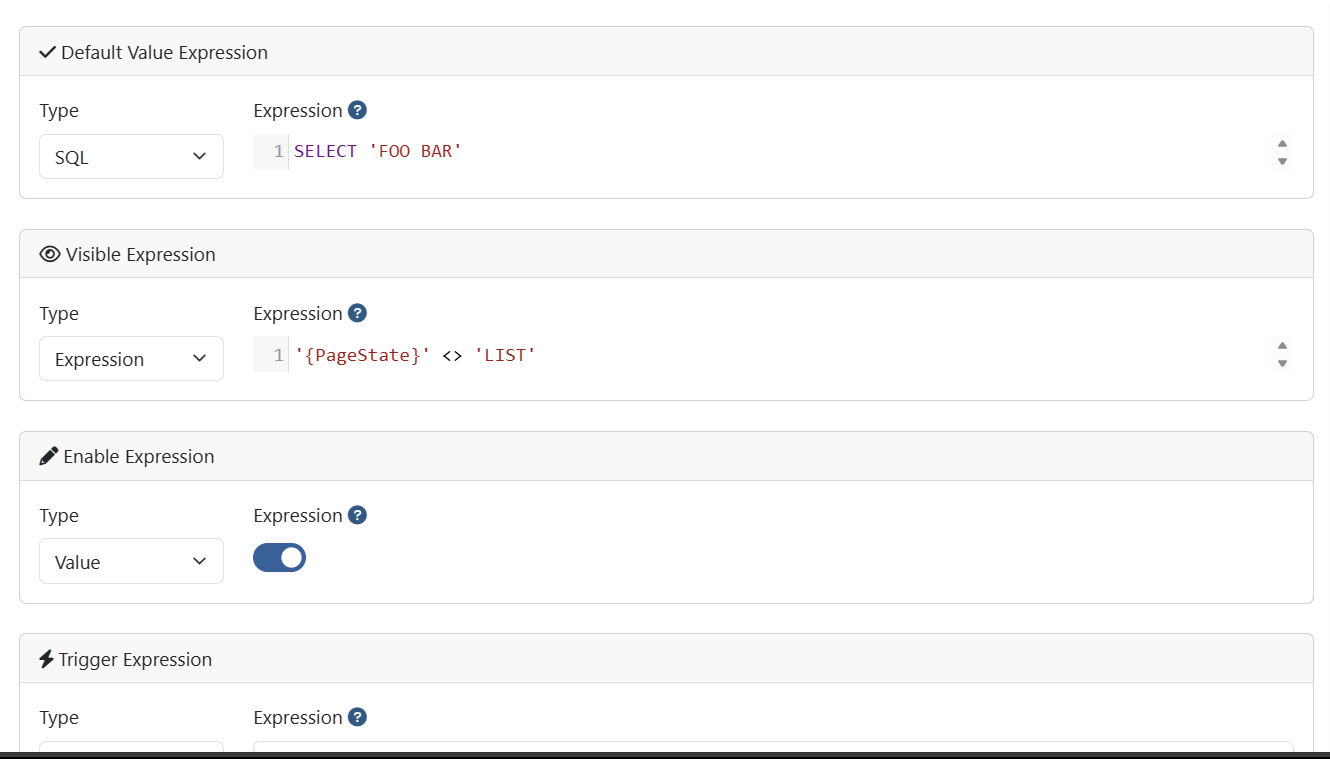 Default Value Expression
Type Expression ?
SQL 1 SELECT 'FOO BAR'
Visible Expression
Type Expression ?
Expression 1 '{PageState}' <> 'LIST'
Enable Expression
Type Expression ?
Value
Trigger Expression
Type Expression ?